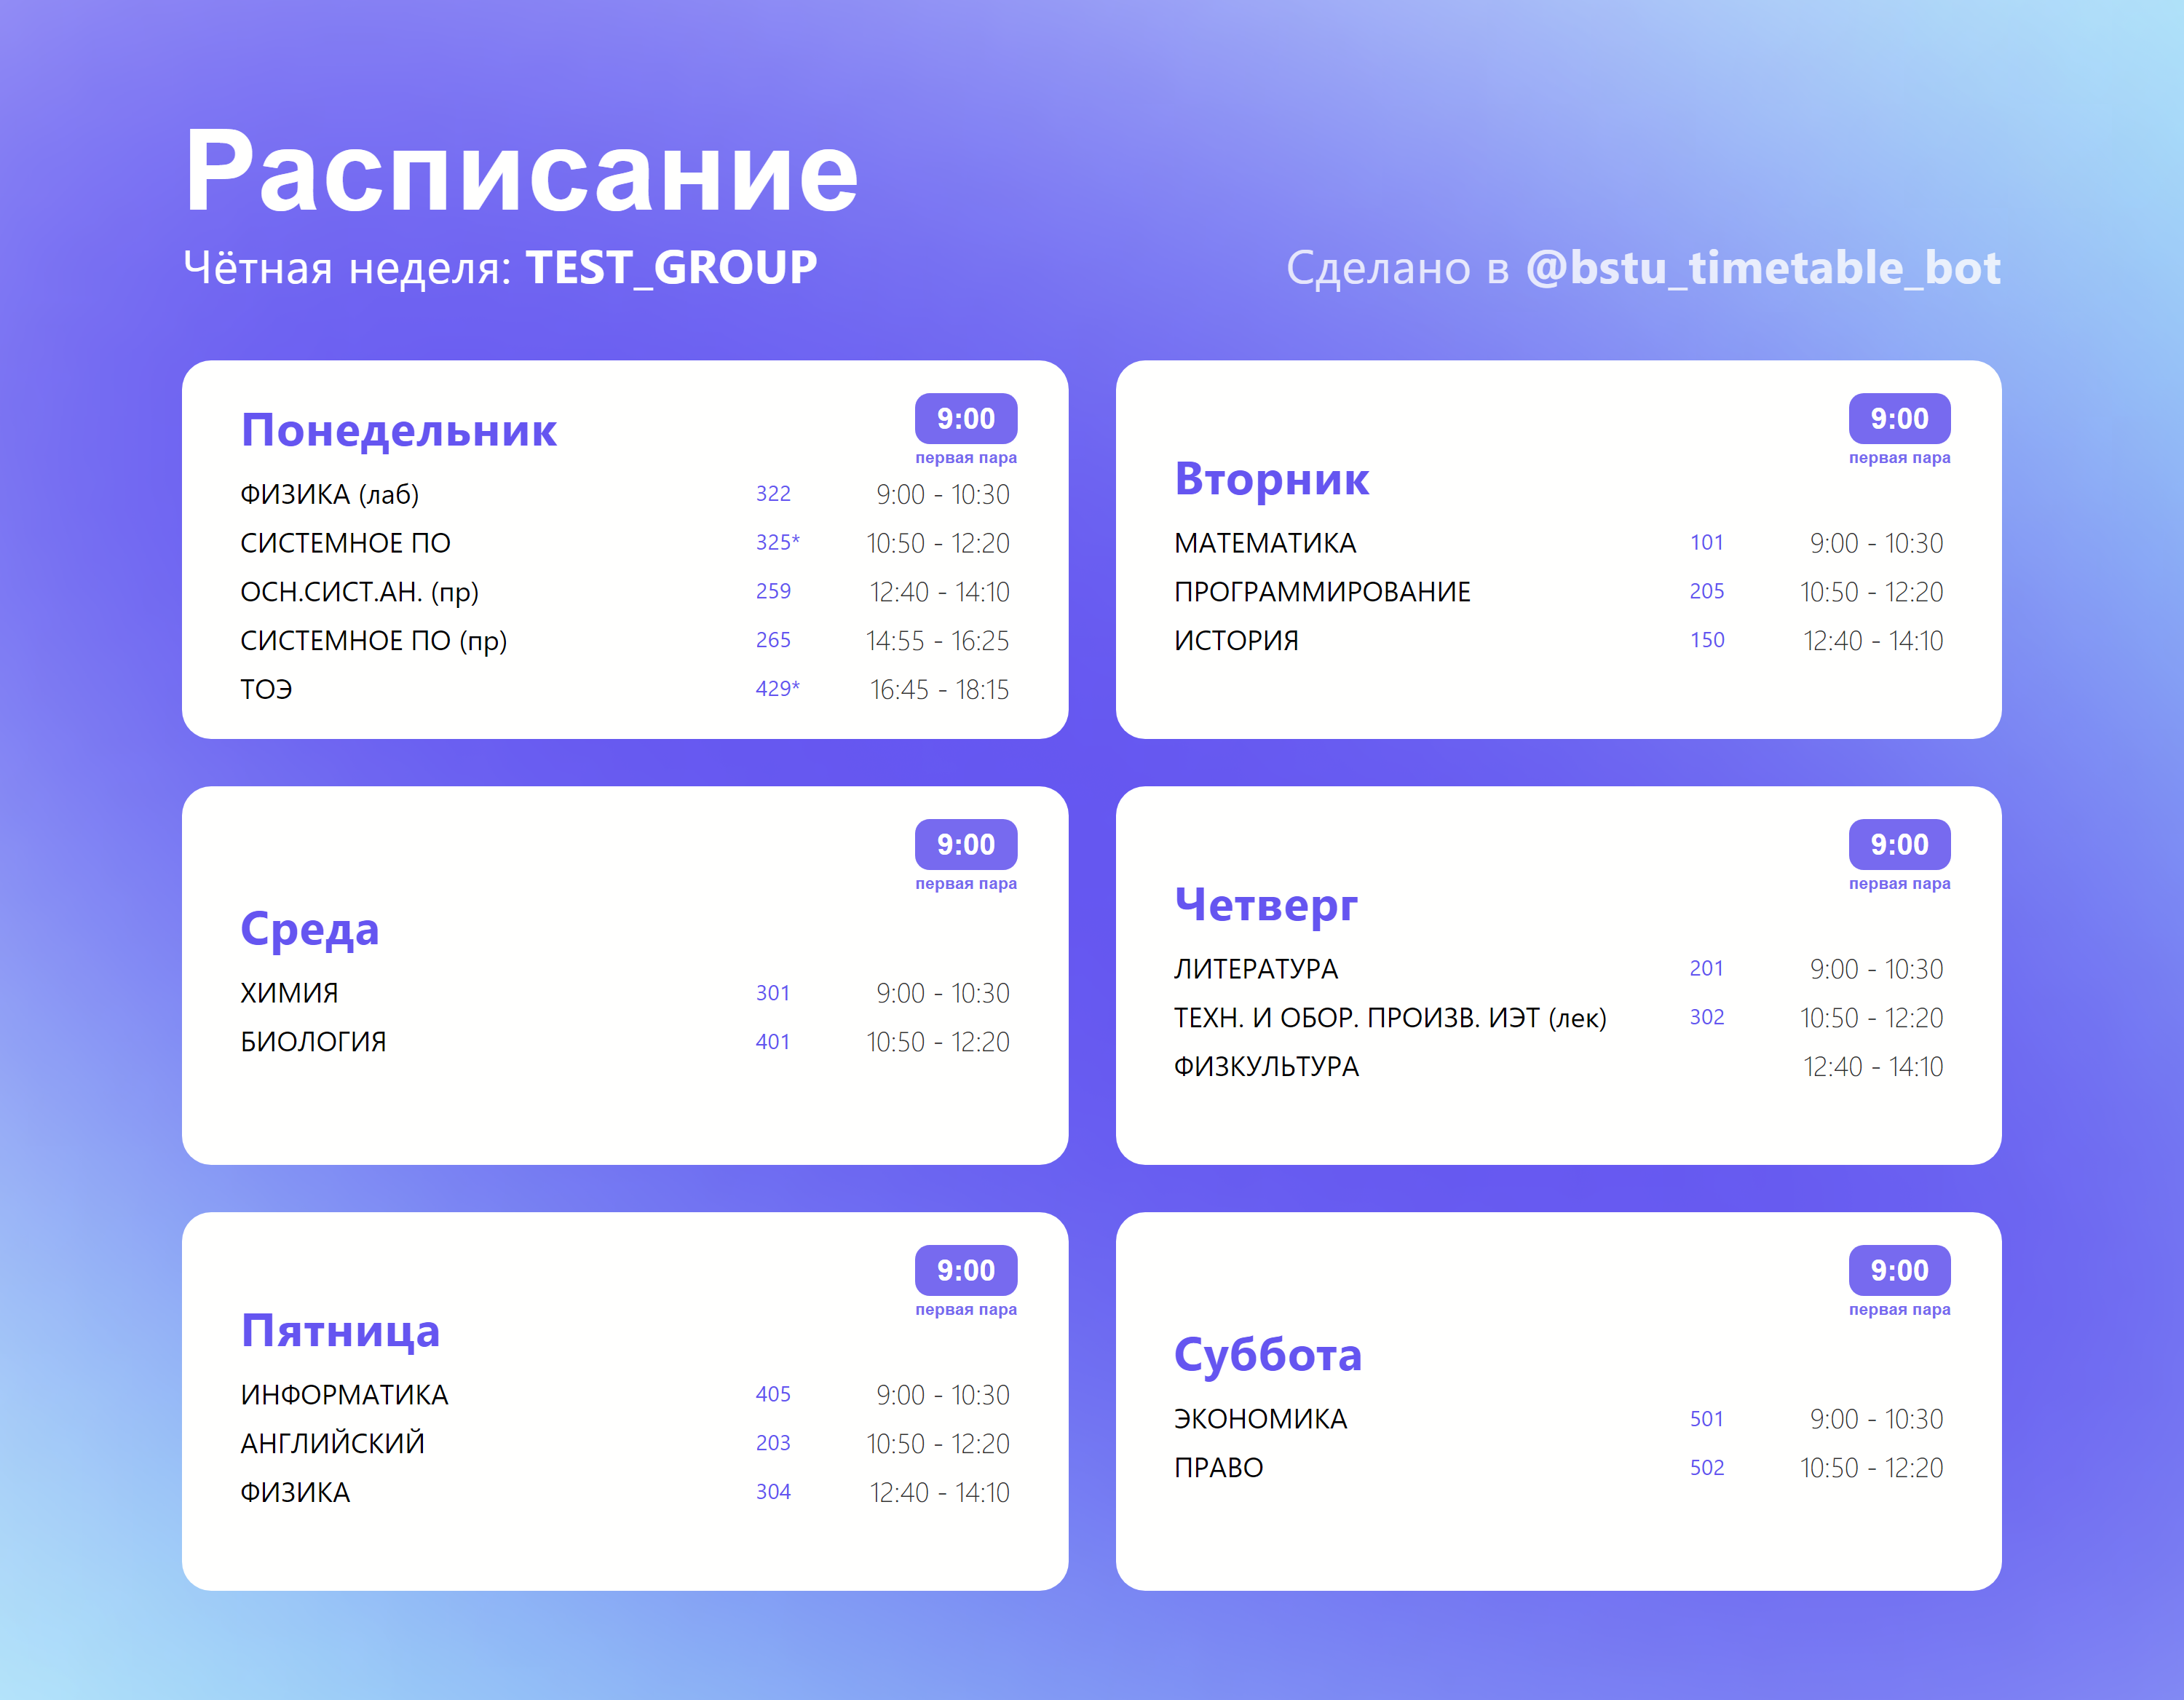 Расписание
Чётная неделя: TEST_GROUP
Сделано в @bstu_timetable_bot
Понедельник
9:00
первая пара
ФИЗИКА (лаб) 322 9:00 - 10:30
СИСТЕМНОЕ ПО 325* 10:50 - 12:20
ОСН.СИСТ.АН. (пр) 259 12:40 - 14:10
СИСТЕМНОЕ ПО (пр) 265 14:55 - 16:25
ТОЭ 429* 16:45 - 18:15
Вторник
9:00
первая пара
МАТЕМАТИКА 101 9:00 - 10:30
ПРОГРАММИРОВАНИЕ 205 10:50 - 12:20
ИСТОРИЯ 150 12:40 - 14:10
Среда
9:00
первая пара
ХИМИЯ 301 9:00 - 10:30
БИОЛОГИЯ 401 10:50 - 12:20
Четверг
9:00
первая пара
ЛИТЕРАТУРА 201 9:00 - 10:30
ТЕХН. И ОБОР. ПРОИЗВ. ИЭТ (лек) 302 10:50 - 12:20
ФИЗКУЛЬТУРА 12:40 - 14:10
Пятница
9:00
первая пара
ИНФОРМАТИКА 405 9:00 - 10:30
АНГЛИЙСКИЙ 203 10:50 - 12:20
ФИЗИКА 304 12:40 - 14:10
Суббота
9:00
первая пара
ЭКОНОМИКА 501 9:00 - 10:30
ПРАВО 502 10:50 - 12:20